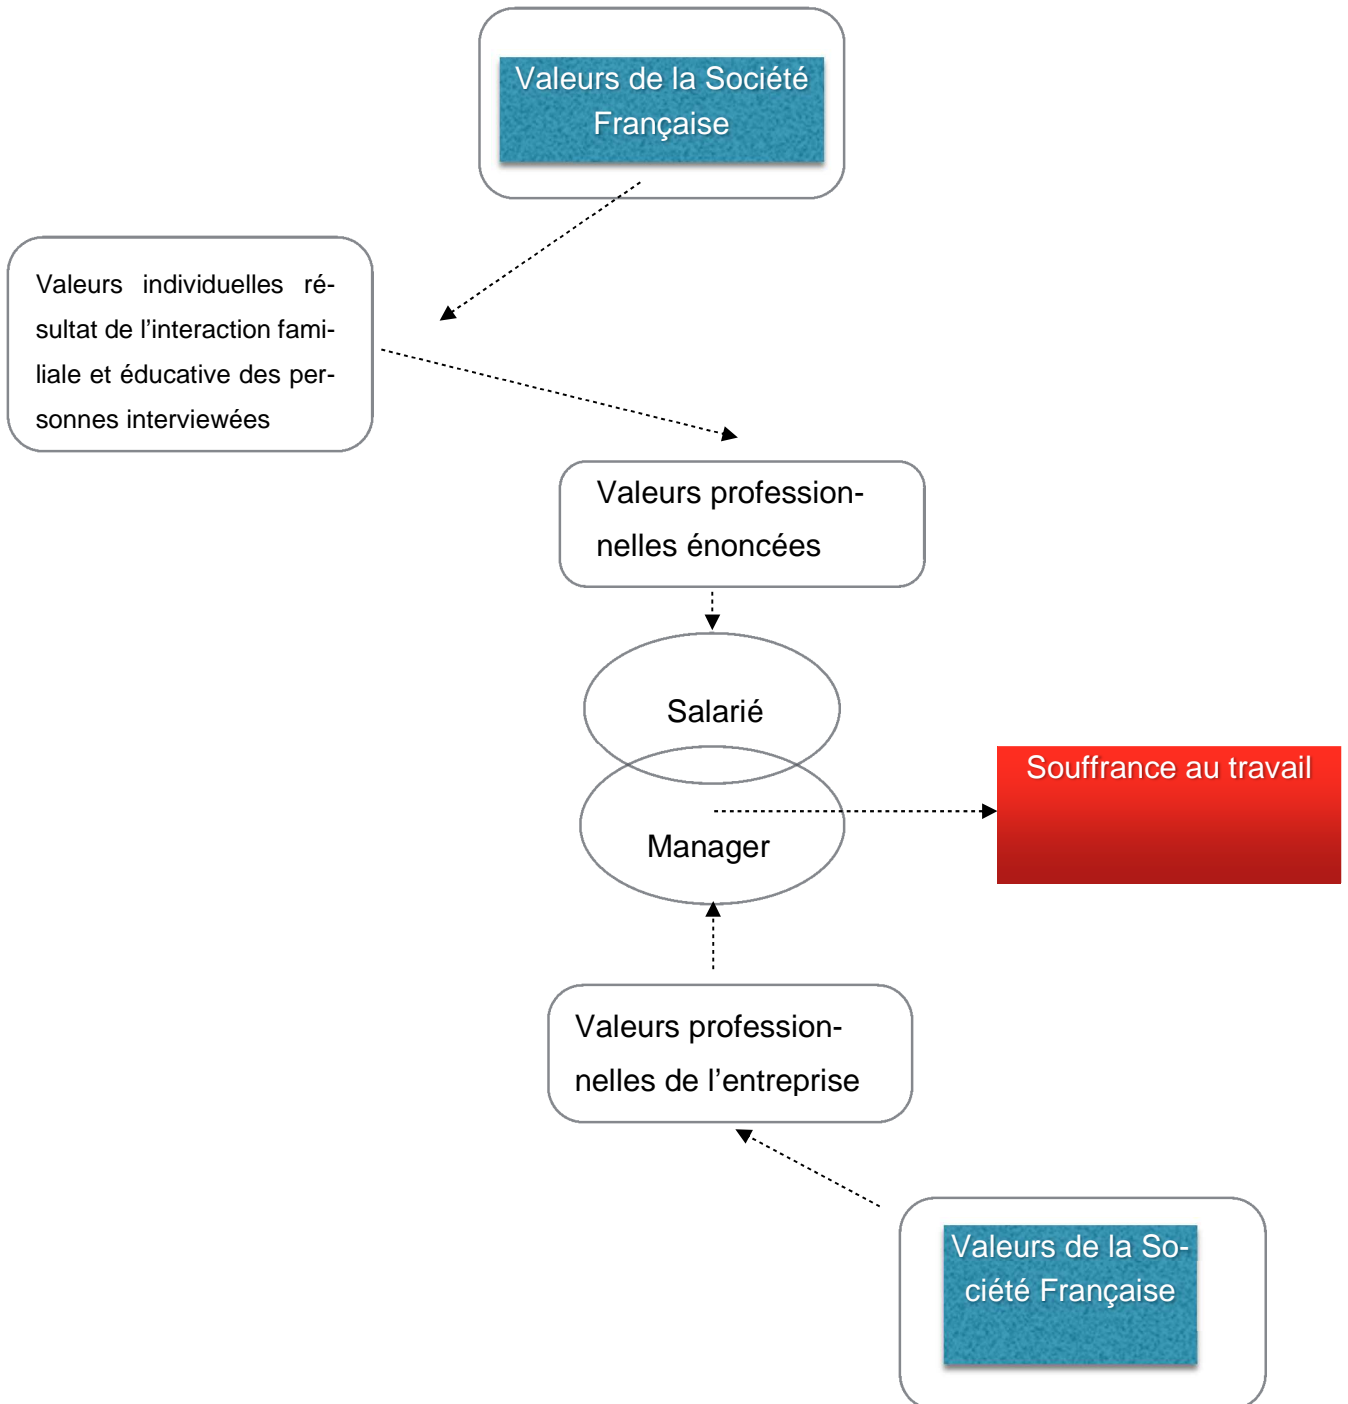 Valeurs de la Société
Française
Valeurs individuelles ré-
sultat de l’interaction fami-
liale et éducative des per-
sonnes interviewées
Valeurs profession-
nelles énoncées
Salarié
Souffrance au travail
Manager
Valeurs profession-
nelles de l’entreprise
Valeurs de la So-
ciété Française